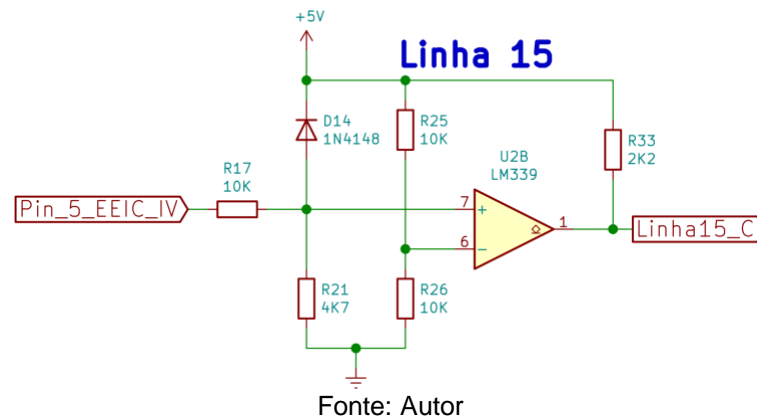 +5V
Linha 15
D14
1N4148
R25
10K
R33
2K2
U2B
LM339
R17
10K
Pin_5_EEIC_IV
7
+
1
Linha15_C
6
-
R21
4K7
R26
10K
Fonte: Autor